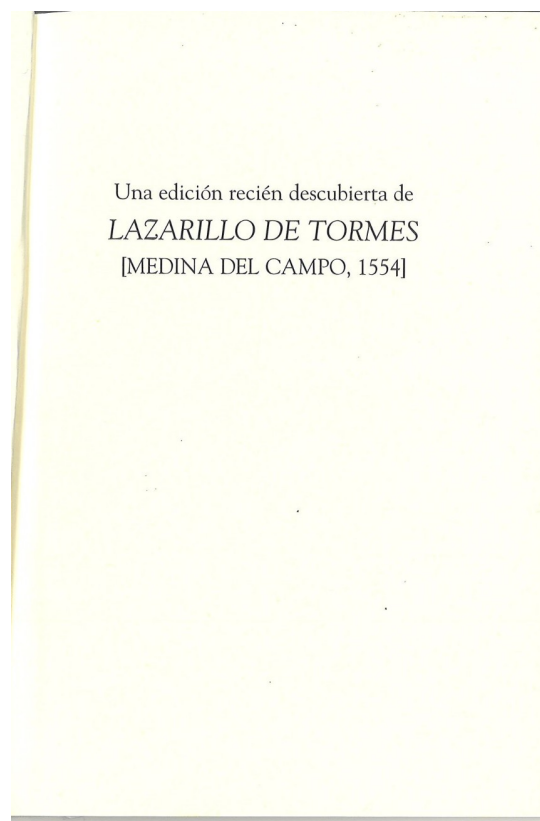 Una edición recién descubierta de
LAZARILLO DE TORMES
[MEDINA DEL CAMPO, 1554]